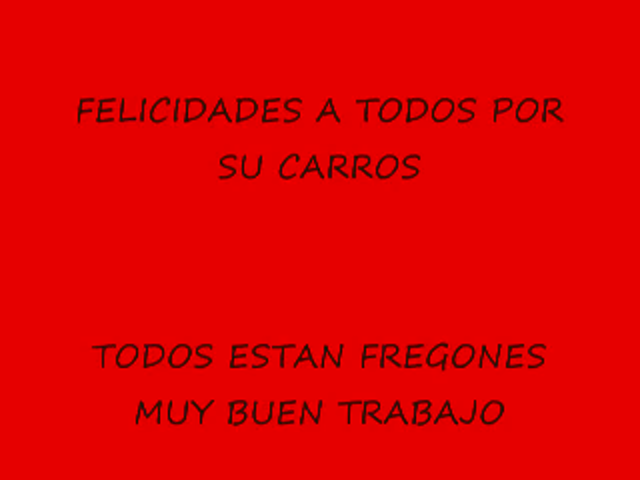 FELICIDADES A TODOS POR
SU CARROS
TODOS ESTAN FREGONES
MUY BUEN TRABAJO